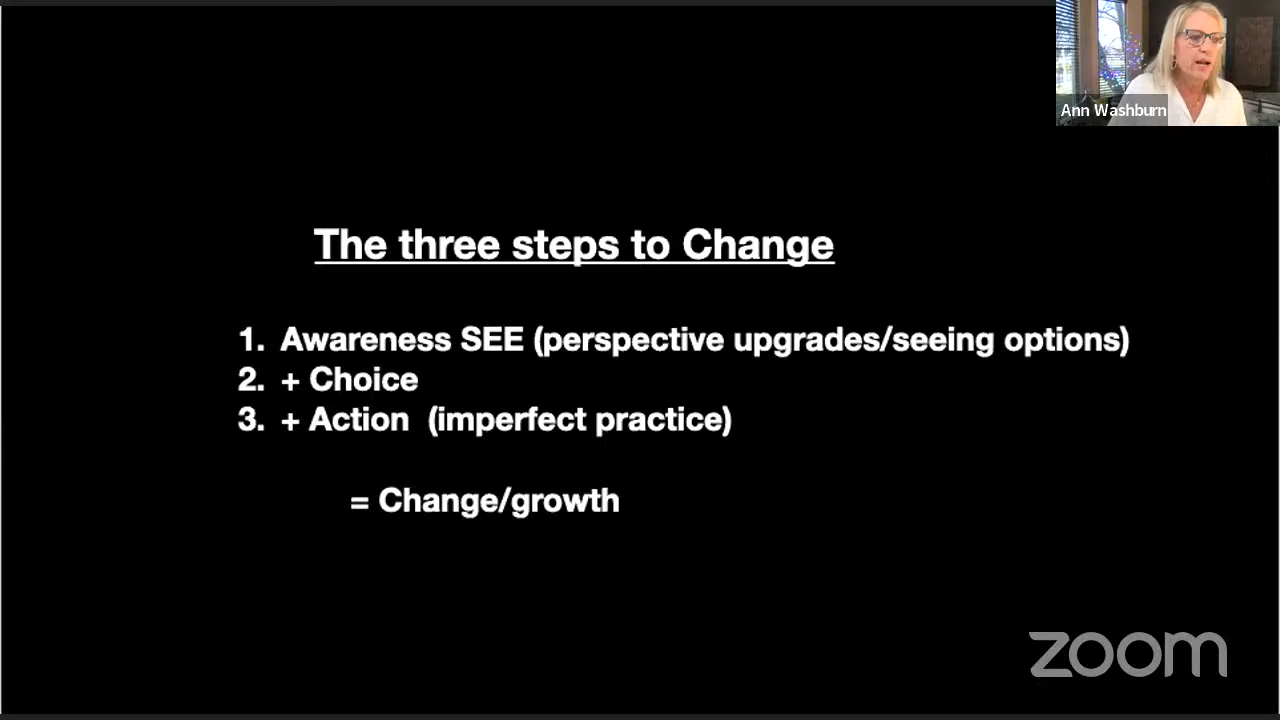 Ann Washburn
The three steps to Change
1. Awareness SEE (perspective upgrades/seeing options)
2. + Choice
3. + Action (imperfect practice)
= Change/growth
zoom